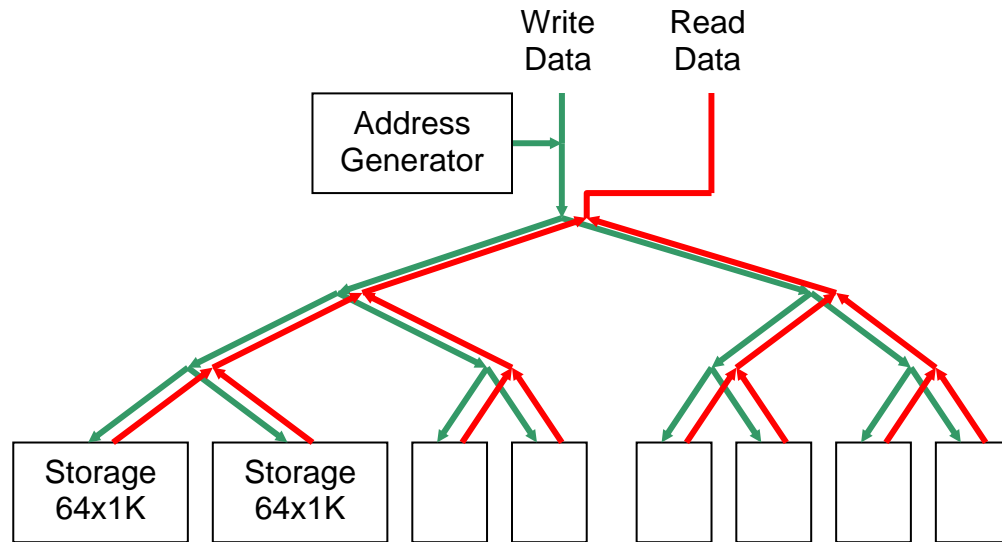 Write
Data
Read
Data
Address
Generator
Storage
64x1K
Storage
64x1K